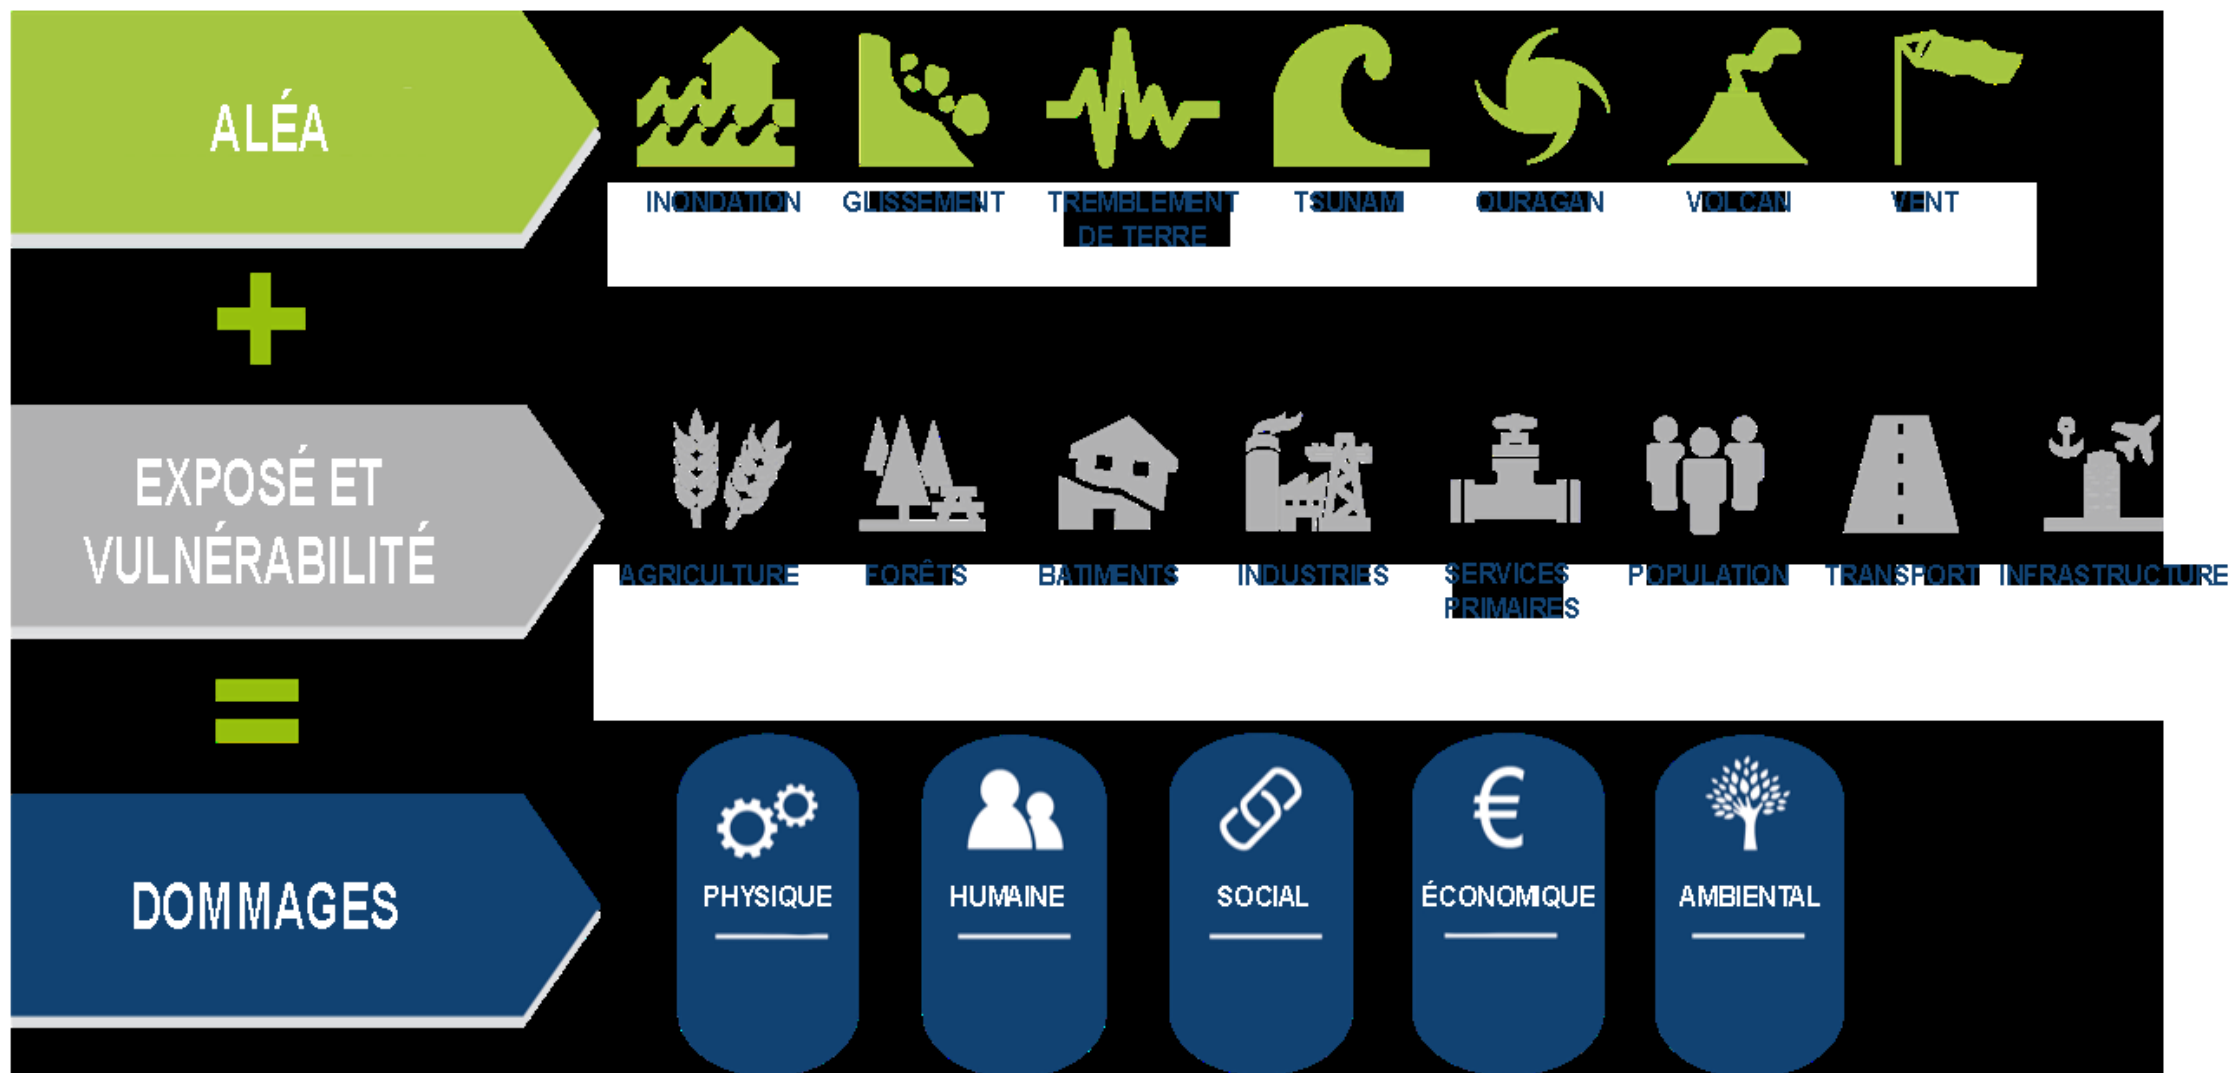 ALÉA
INONDATION GLISSEMENT TREMBLEMENT DE TERRE TSUNAMI OURAGAN VOLCAN VENT
+
EXPOSÉ ET
VULNÉRABILITÉ
AGRICULTURE FORÊTS BATIMENTS INDUSTRIES SERVICES PRIMAIRES POPULATION TRANSPORT INFRASTRUCTURE
=
DOMMAGES
PHYSIQUE HUMAINE SOCIAL € ÉCONOMIQUE AMBIENTAL